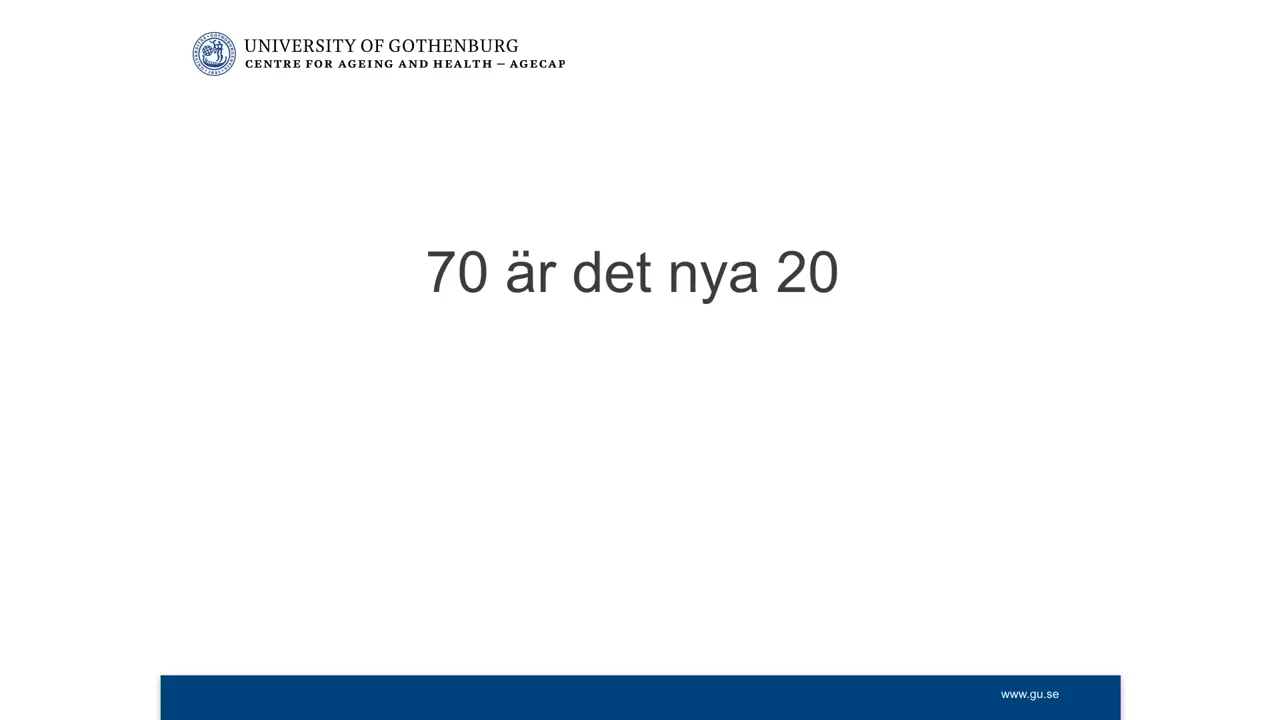 UNIVERSITY OF GOTHENBURG
CENTRE FOR AGEING AND HEALTH – AGECAP
70 är det nya 20
www.gu.se